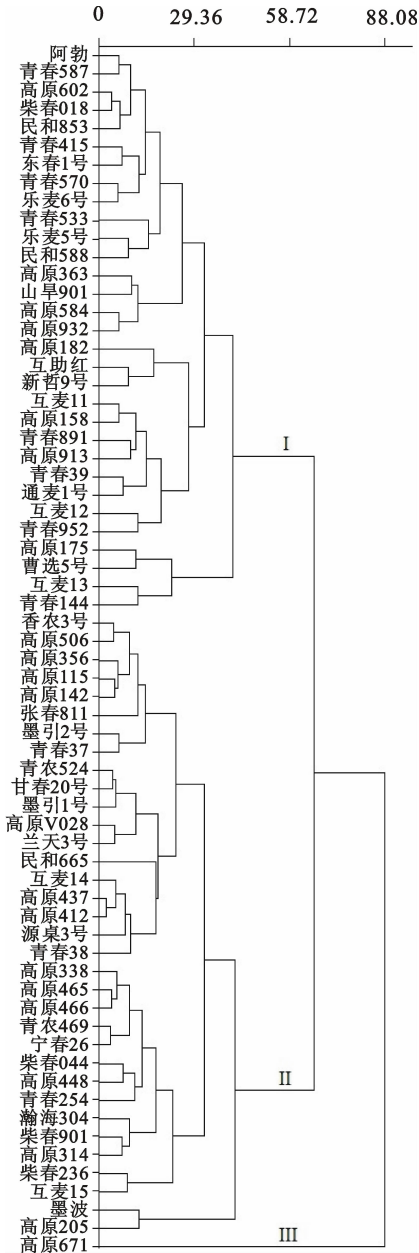 0 29.36 58.72 88.08
阿勃
青春587
高原602
柴春018
民和853
青春415
东春1号
青春570
乐麦6号
青春533
乐麦5号
民和588
高原363
山旱901
高原584
高原932
高原182
互助红
新哲9号
互麦11
高原158
青春891
高原913
青春39
通麦1号
互麦12
青春952
高原175
曹选5号
互麦13
青春144
I
香农3号
高原506
高原356
高原115
高原142
张春811
墨引2号
青春37
青农524
甘春20号
墨引1号
高原V028
兰天3号
民和665
互麦14
高原437
高原412
源桌3号
青春38
高原338
高原465
高原466
青农469
宁春26
柴春044
高原448
青春254
瀚海304
柴春901
高原314
柴春236
互麦15
墨波
高原205
高原671
II
III